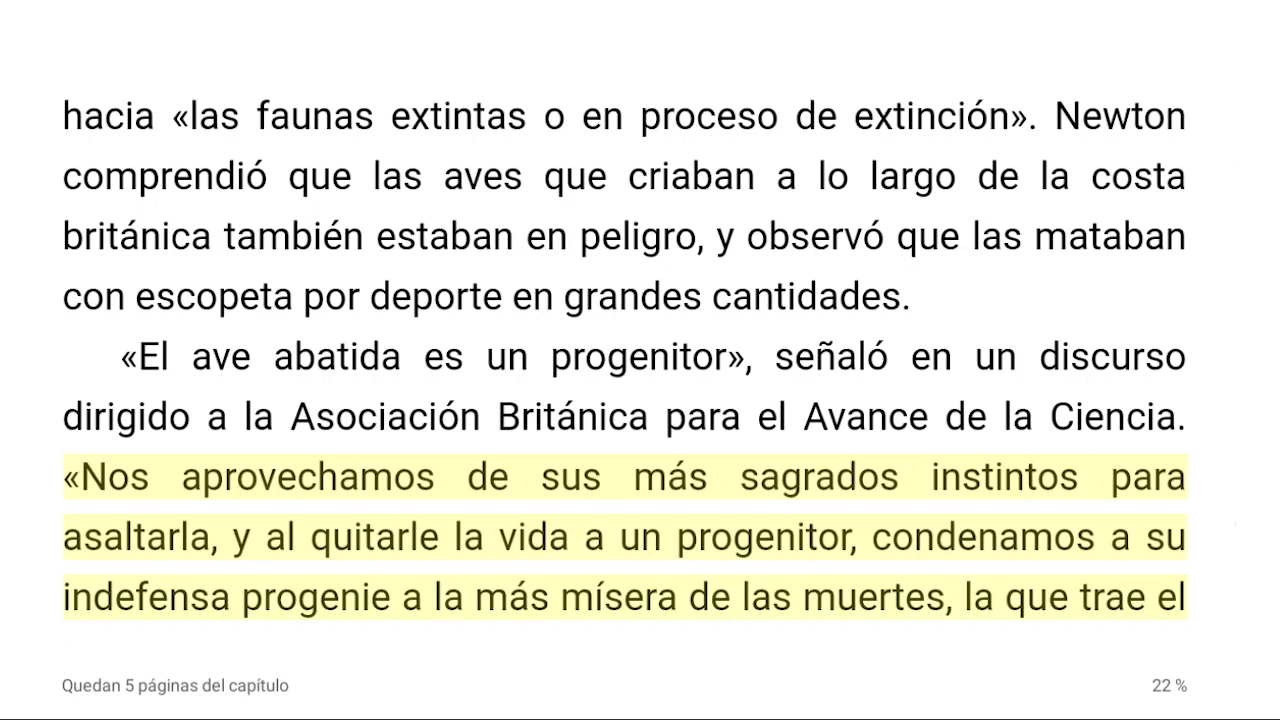 hacia «las faunas extintas o en proceso de extinción». Newton
comprendió que las aves que criaban a lo largo de la costa
británica también estaban en peligro, y observó que las mataban
con escopeta por deporte en grandes cantidades.
«El ave abatida es un progenitor», señaló en un discurso
dirigido a la Asociación Británica para el Avance de la Ciencia.
«Nos aprovechamos de sus más sagrados instintos para
asaltarla, y al quitarle la vida a un progenitor, condenamos a su
indefensa progenie a la más mísera de las muertes, la que trae el
Quedan 5 páginas del capítulo
22 %